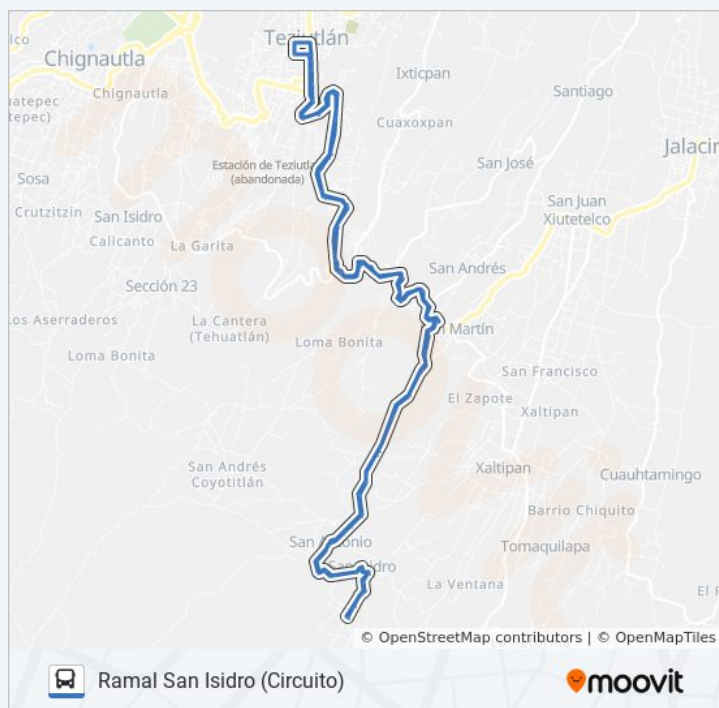 Teziutlán
lco
Chignautla
Ixticpan
Santiago
Chignautla
uatepec
tepec)
Cuaxoxpan
Jalacin
San José
Estación de Teziutla
(abandonada)
Sosa
San Juan
Xiutetelco
Crutzitzin
San Isidro
Calicanto
La Garita
San Andrés
Sección 23
Los Aserraderos
La Cantera
(Tehuatlán)
n Martín
Loma Bonita
Loma Bonita
San Francisco
El Zapote
Xaltipan
San Andrés
Coyotitlán
Xaltipan
Cuauhtamingo
Barrio Chiquito
San Antonio
Tomaquilapa
San Isidro
La Ventana
El R
© OpenStreetMap contributors | © OpenMapTiles
Ramal San Isidro (Circuito)
moovit